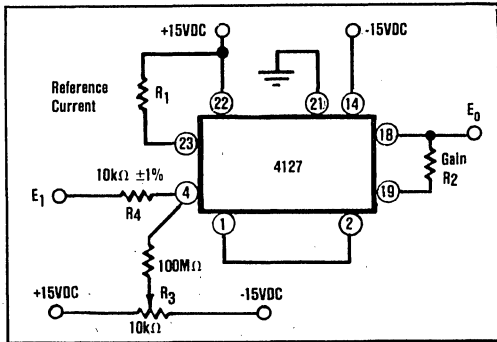 +15VDC
-15VDC
Reference
Current
R1
22
21
14
Eo
23
18
4127
Gain
R2
10kΩ ±1%
E1
4
19
R4
1
2
100MΩ
+15VDC
R3
-15VDC
10kΩ